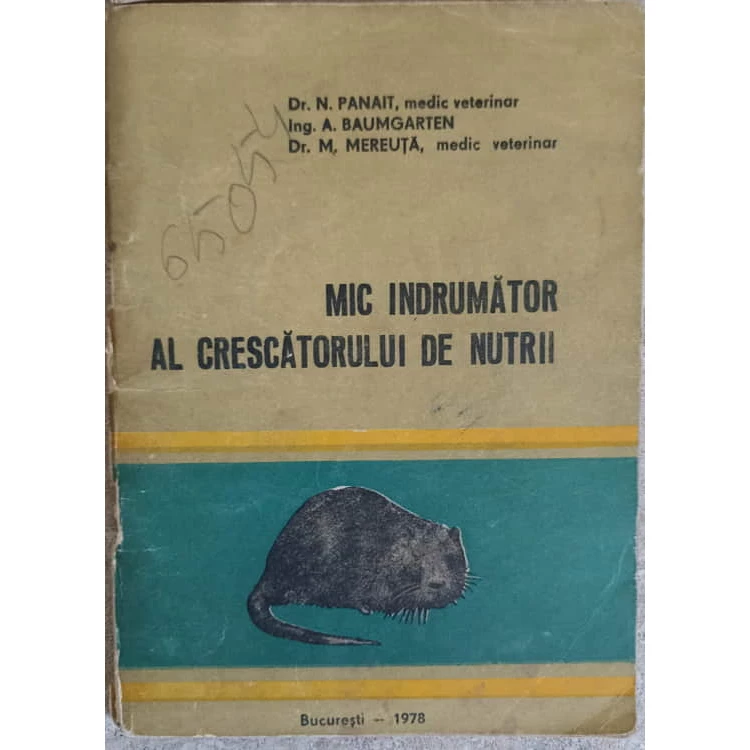 Dr. N. PANAIT, medic veterinar
Ing. A. BAUMGARTEN
Dr. M. MEREUȚĂ, medic veterinar
65054
MIC INDRUMĂTOR
AL CRESCĂTORULUI DE NUTRII
București — 1978